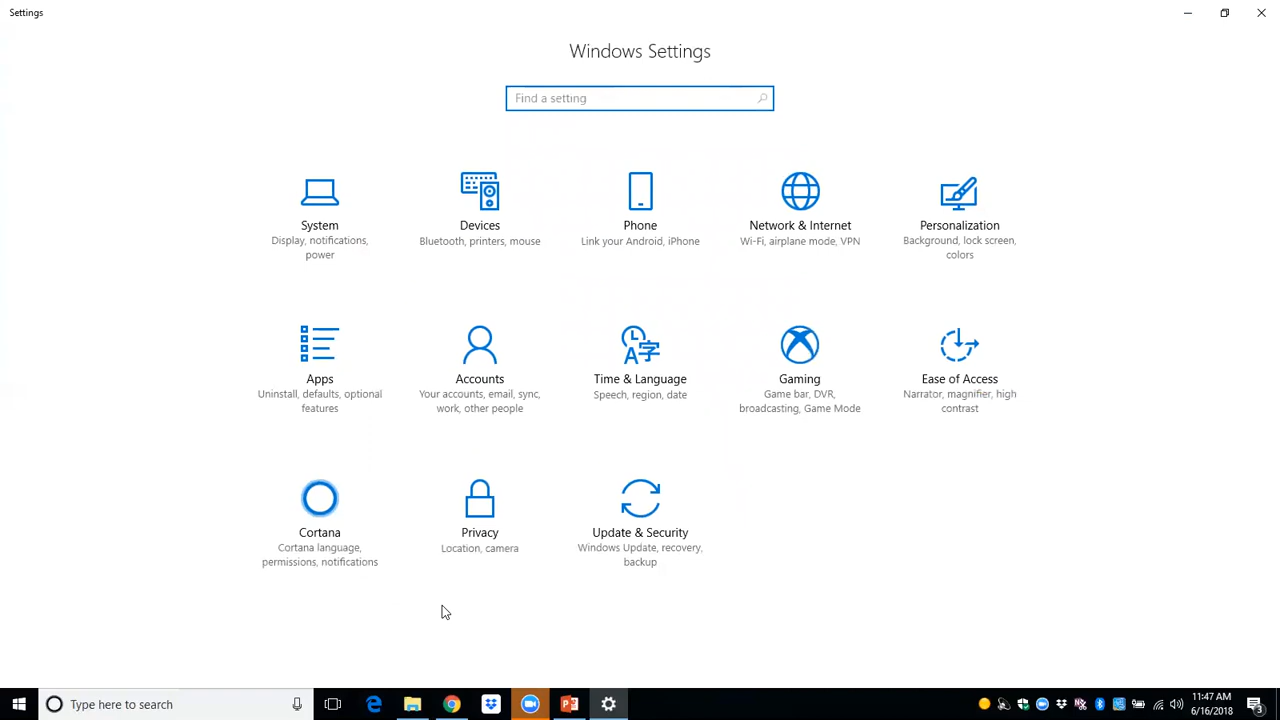 Settings
Windows Settings
Find a setting
System
Display, notifications,
power
Devices
Bluetooth, printers, mouse
Phone
Link your Android, iPhone
Network & Internet
Wi-Fi, airplane mode, VPN
Personalization
Background, lock screen,
colors
Apps
Uninstall, defaults, optional
features
Accounts
Your accounts, email, sync,
work, other people
Time & Language
Speech, region, date
Gaming
Game bar, DVR,
broadcasting, Game Mode
Ease of Access
Narrator, magnifier, high
contrast
Cortana
Cortana language,
permissions, notifications
Privacy
Location, camera
Update & Security
Windows Update, recovery,
backup
Type here to search
11:47 AM
6/16/2018
3